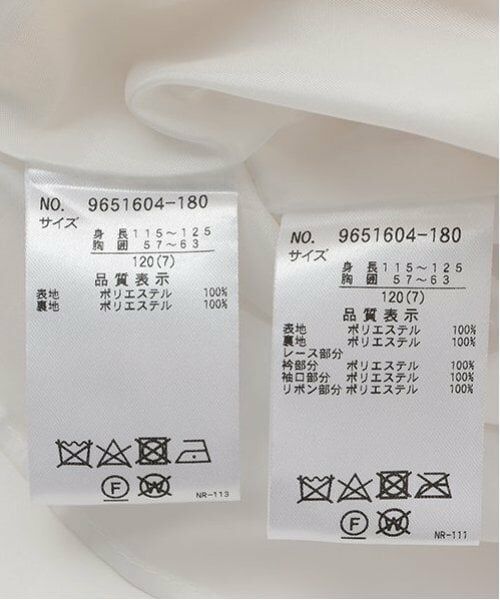 NO. 9651604-180
サイズ
身長 115～125
胸囲 57～63
120(7)
品質表示
表地 ポリエステル 100%
裏地 ポリエステル 100%
F W
NR-113
NO. 9651604-180
サイズ
身長 115～125
胸囲 57～63
120(7)
品質表示
表地 ポリエステル 100%
裏地 ポリエステル 100%
レース部分
衿部分 ポリエステル 100%
袖口部分 ポリエステル 100%
リボン部分 ポリエステル 100%
F W
NR-111